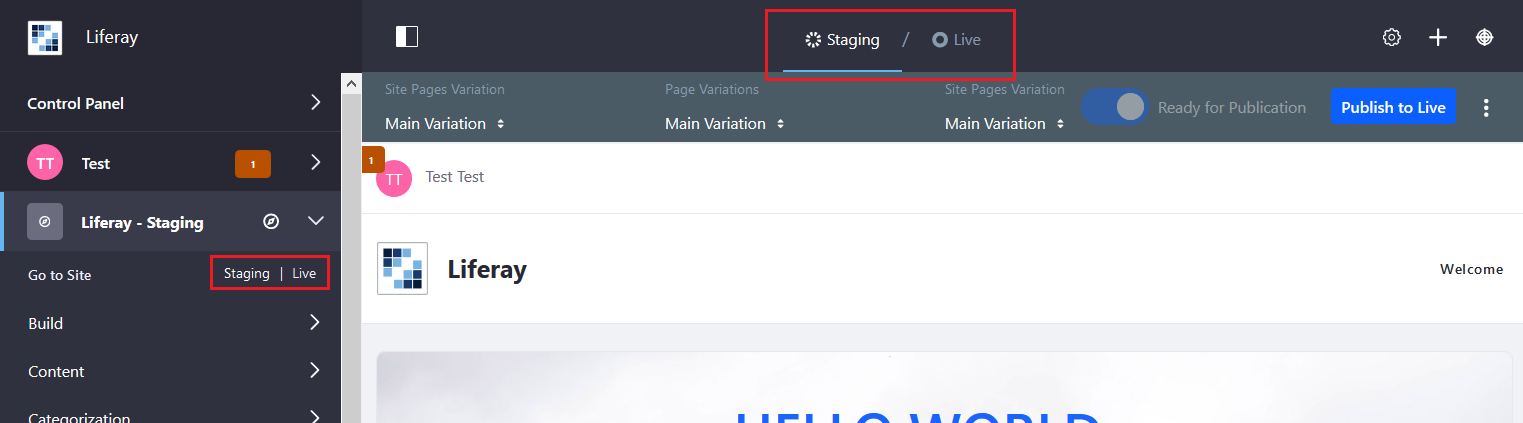 Liferay
Control Panel
TT Test 1
Liferay - Staging
Go to Site Staging | Live
Build
Content
Categorization
Staging / Live
Site Pages Variation Page Variations Site Pages Variation
Main Variation Main Variation Main Variation Ready for Publication Publish to Live
1
TT Test Test
Liferay Welcome
HELLO WORLD